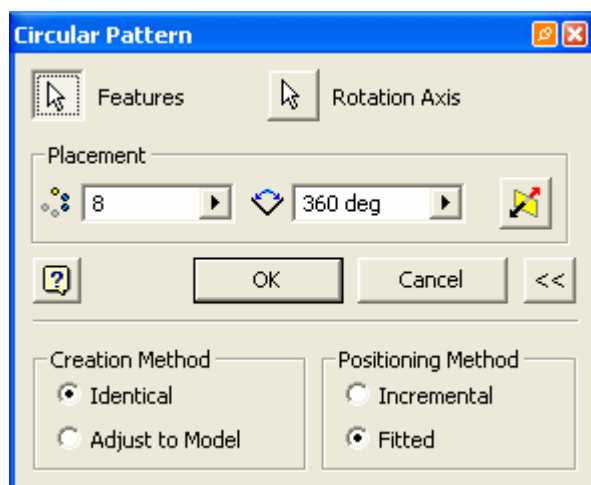 Circular Pattern
Features
Rotation Axis
Placement
8
360 deg
?
OK
Cancel
<<
Creation Method
Positioning Method
Identical
Incremental
Adjust to Model
Fitted